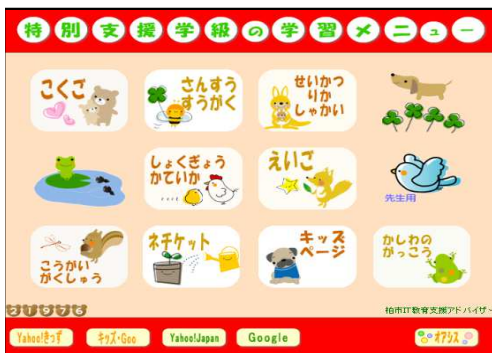 特別支援学級の学習メニュー
こくご
さんすう
すうがく
せいかつ
りか
しゃかい
しょくぎょう
かていか
えいご
先生用
こうがい
がくしゅう
ネチケット
キッズ
ページ
かしわの
がっこう
21976
柏市IT教育支援アドバイザー
Yahoo!きっず
キッズ・Goo
Yahoo!Japan
Google
オアシス